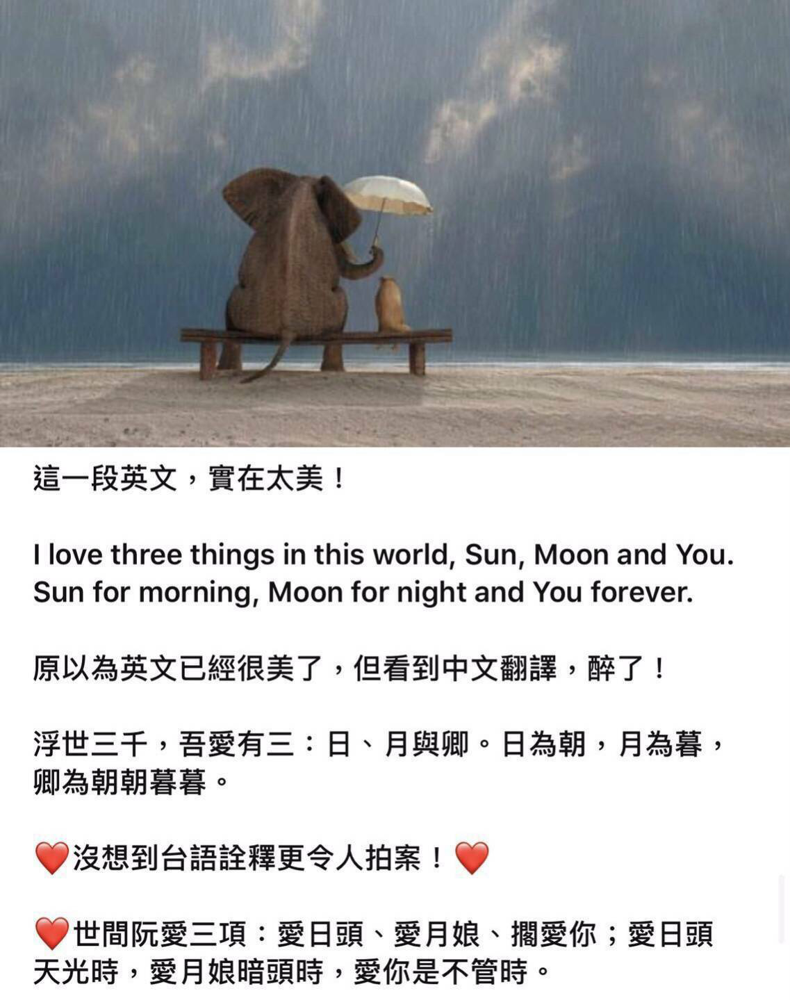 這一段英文，實在太美！
I love three things in this world, Sun, Moon and You.
Sun for morning, Moon for night and You forever.
原以為英文已經很美了，但看到中文翻譯，醉了！
浮世三千，吾愛有三：日、月與卿。日為朝，月為暮，
卿為朝朝暮暮。
❤️沒想到台語詮釋更令人拍案！❤️
❤️世間阮愛三項：愛日頭、愛月娘、擱愛你；愛日頭
天光時，愛月娘暗頭時，愛你是不管時。